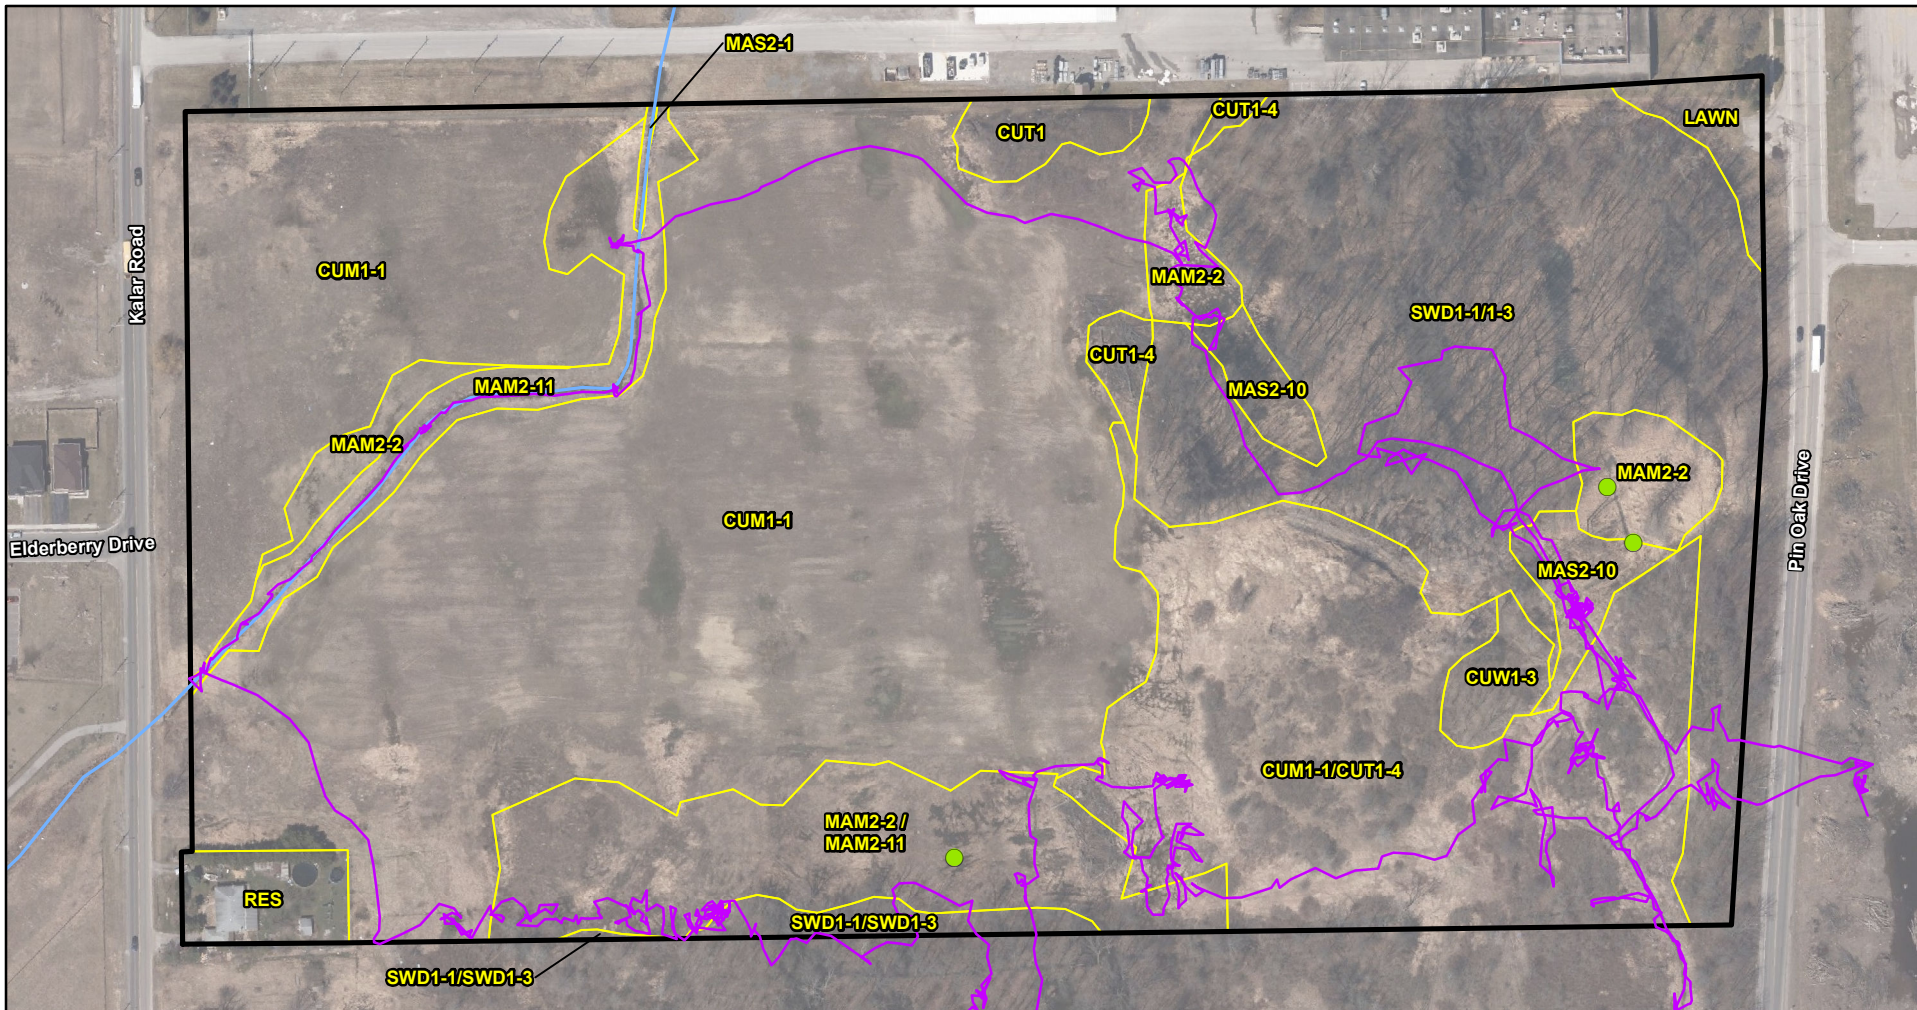 MAS2-1
CUT1-4
CUT1
LAWN
Kalar Road
CUM1-1
MAM2-2
SWD1-1/1-3
CUT1-4
MAM2-11
MAS2-10
MAM2-2
MAM2-2
Pin Oak Drive
CUM1-1
Elderberry Drive
MAS2-10
CUW1-3
CUM1-1/CUT1-4
MAM2-2 /
MAM2-11
RES
SWD1-1/SWD1-3
SWD1-1/SWD1-3